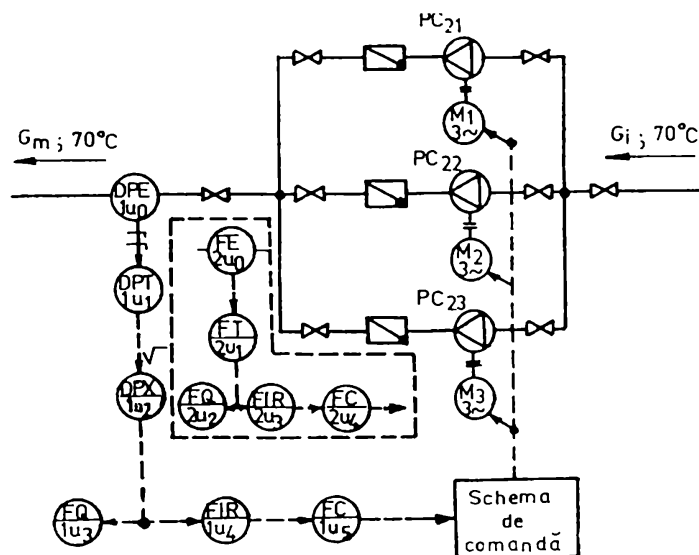 PC21
M1
3~
Gm ; 70°C
Gi ; 70°C
PC22
DPE
1u0
M2
3~
FE
2u0
DPT
1u1
PC23
FT
2u1
√
M3
3~
DPX
1u2
FQ
2u2
FIR
2u3
FC
2u4
Schema
de
comandă
FQ
1u3
FIR
1u4
FC
1u5